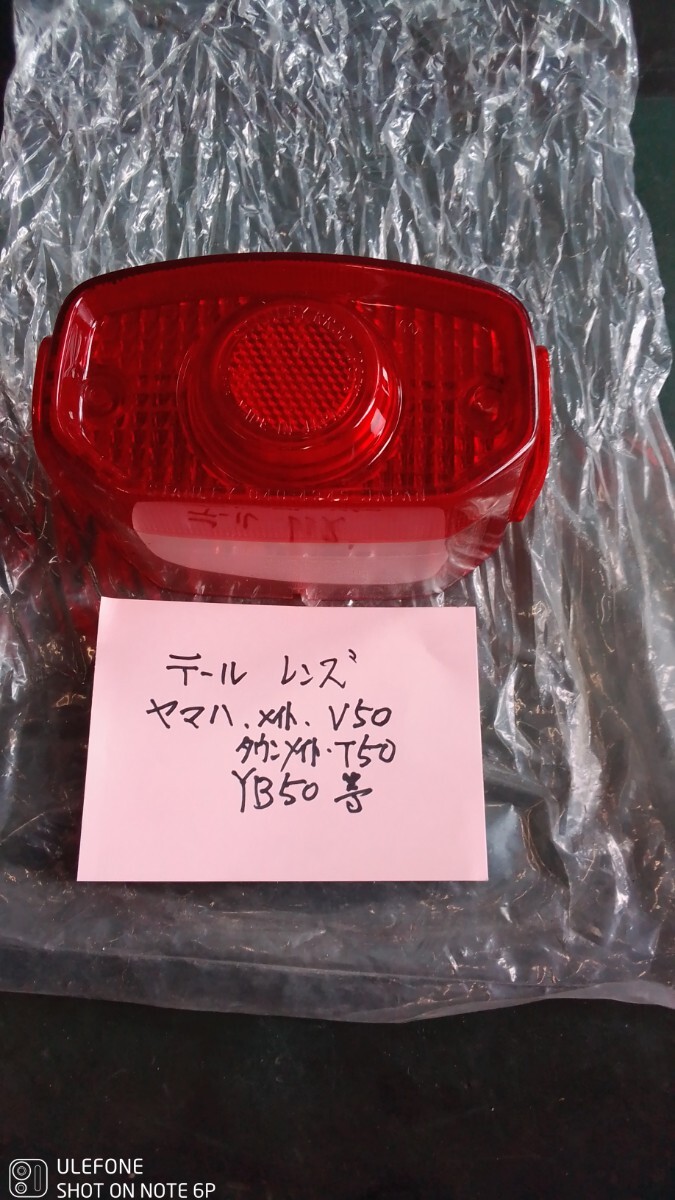 テール レンズ
ヤマハ、メイト、V50
タウンメイト・T50
YB50 等
ULEFONE
SHOT ON NOTE 6P